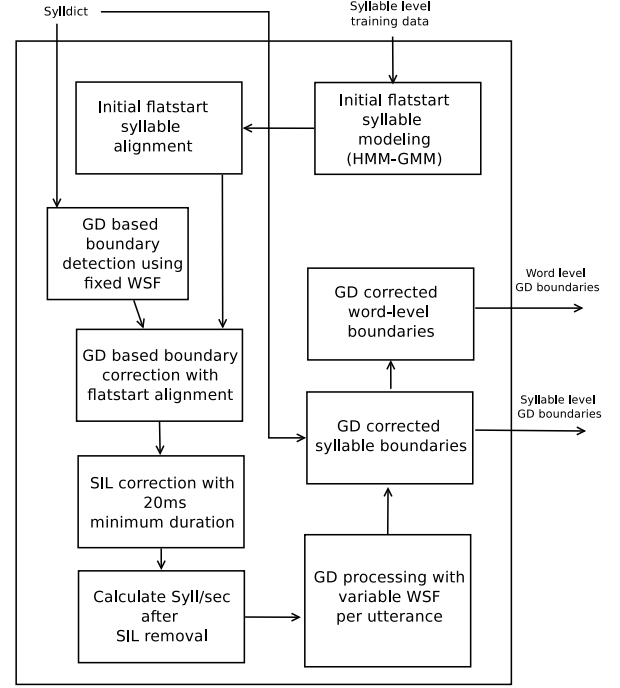 Sylldict
Syllable level
training data
Initial flatstart
syllable
alignment
Initial flatstart
syllable
modeling
(HMM-GMM)
GD based
boundary
detection using
fixed WSF
GD corrected
word-level
boundaries
Word level
GD boundaries
GD based boundary
correction with
flatstart alignment
GD corrected
syllable boundaries
Syllable level
GD boundaries
SIL correction with
20ms
minimum duration
Calculate Syll/sec
after
SIL removal
GD processing with
variable WSF
per utterance